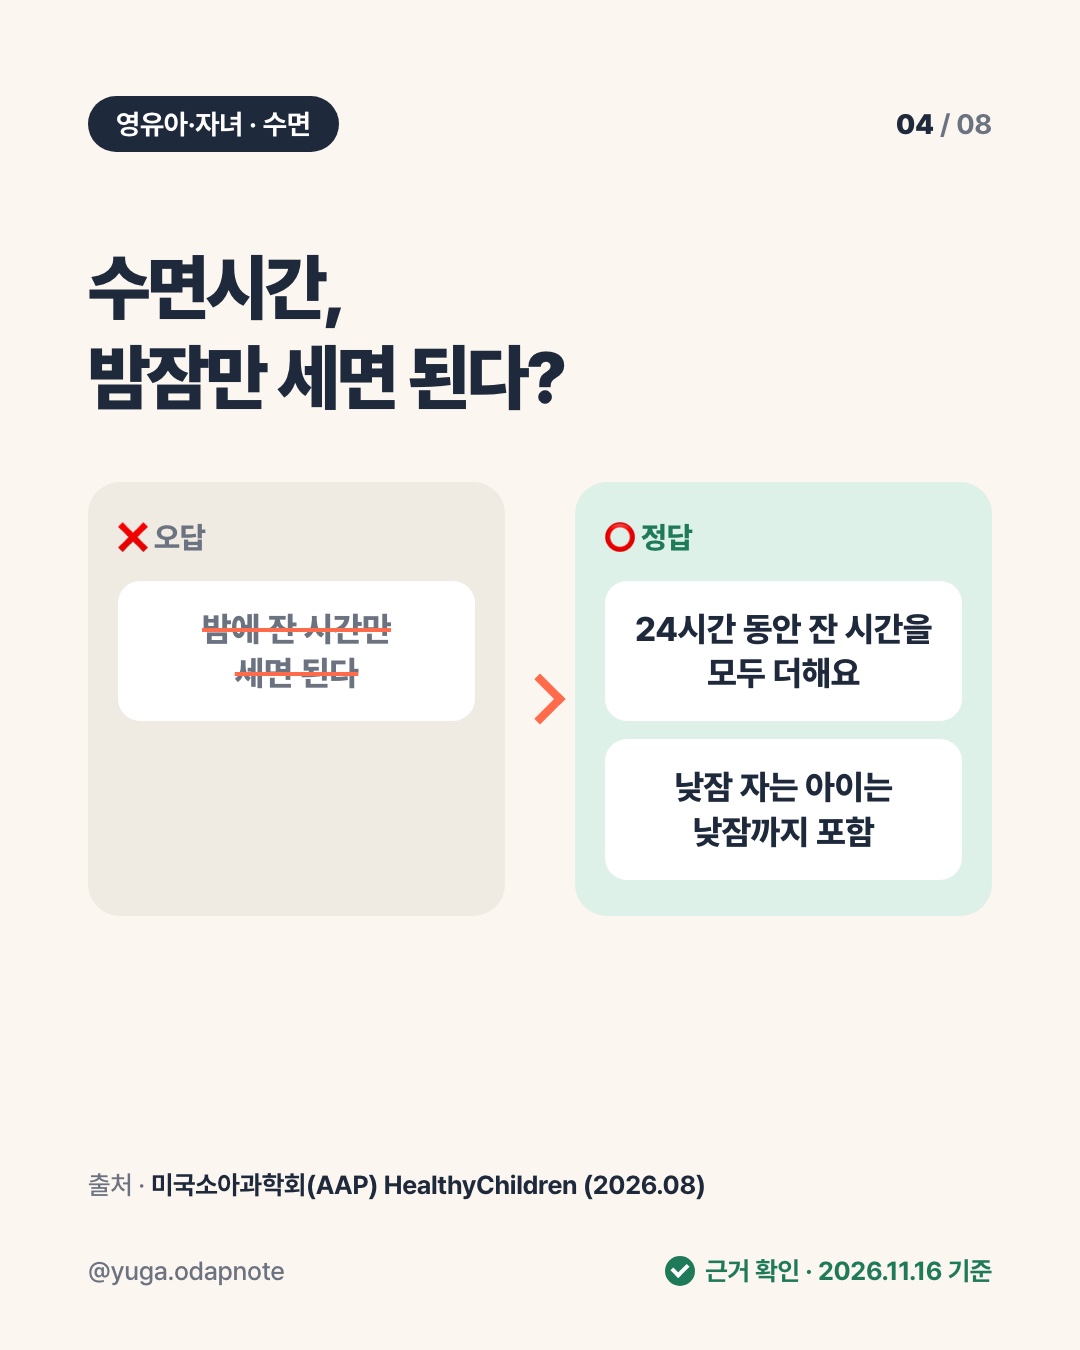 영유아·자녀 · 수면
04 / 08
수면시간,
밤잠만 세면 된다?
❌ 오답
밤에 잔 시간만
세면 된다
⭕ 정답
24시간 동안 잔 시간을
모두 더해요
낮잠 자는 아이는
낮잠까지 포함
출처 · 미국소아과학회(AAP) HealthyChildren (2026.08)
@yuga.odapnote
근거 확인 · 2026.11.16 기준